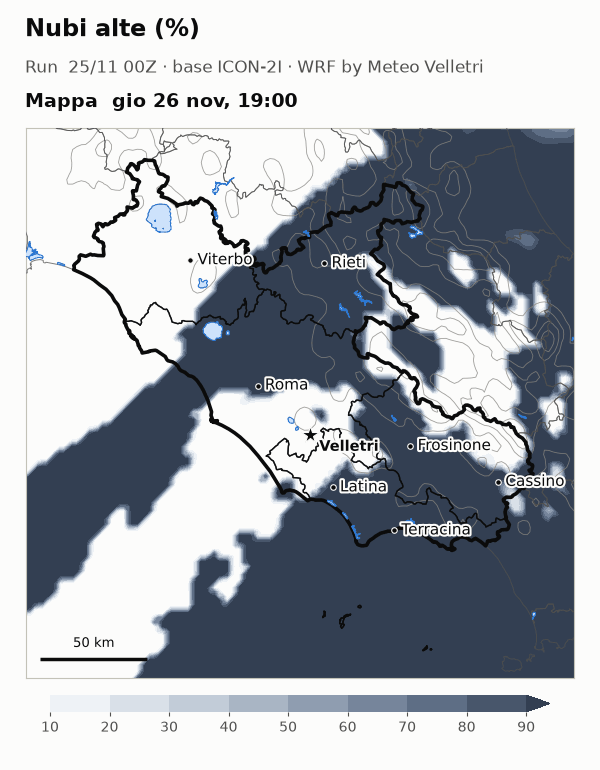 Nubi alte (%)
Run  25/11 00Z · base ICON-2I · WRF by Meteo Velletri
Mappa  gio 26 nov, 19:00
Viterbo
Rieti
Roma
Velletri
Frosinone
Cassino
Latina
Terracina
50 km
10 20 30 40 50 60 70 80 90